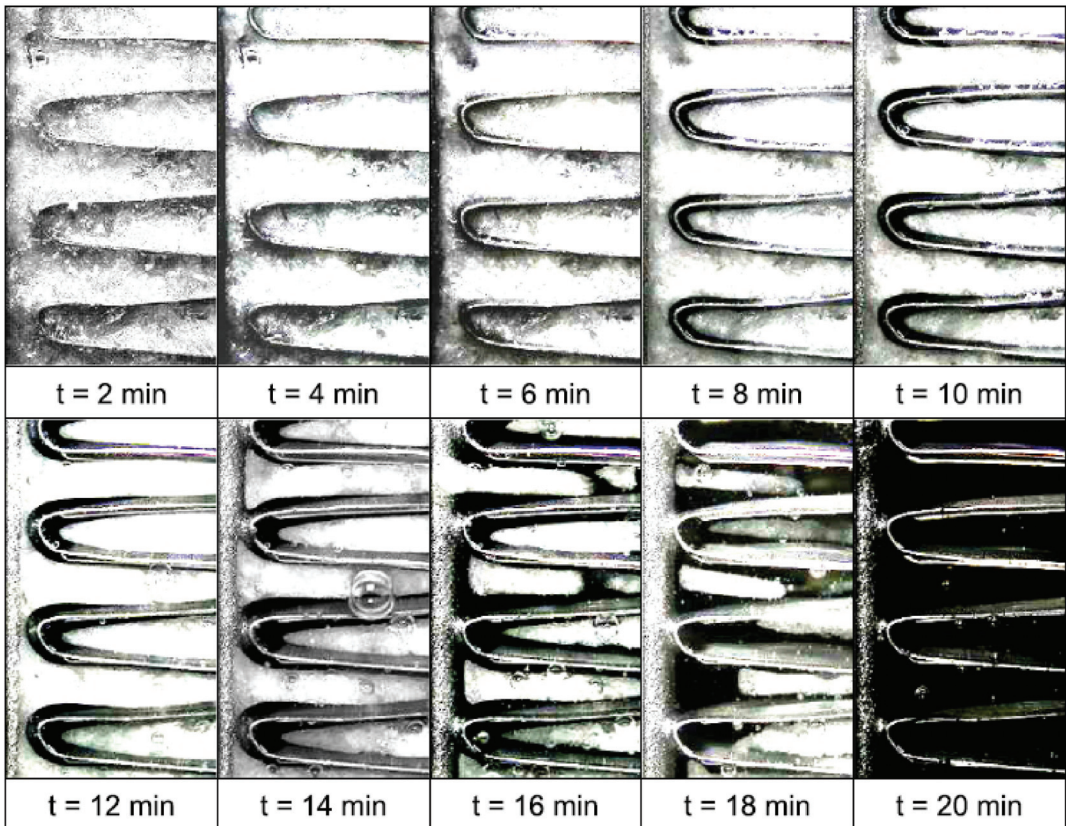 t = 2 min
t = 4 min
t = 6 min
t = 8 min
t = 10 min
t = 12 min
t = 14 min
t = 16 min
t = 18 min
t = 20 min